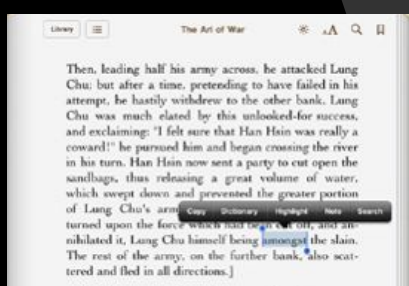 Library
The Art of War
AA
Then, leading half his army across, he attacked Lung
Chu; but after a time, pretending to have failed in his
attempt, he hastily withdrew to the other bank. Lung
Chu was much elated by this unlooked-for success,
and exclaiming: "I felt sure that Han Hsin was really a
coward!" he pursued him and began crossing the river
in his turn. Han Hsin now sent a party to cut open the
sandbags, thus releasing a great volume of water,
which swept down and prevented the greater portion
of Lung Chu's arm
Copy Dictionary Highlight Note Search
turned upon the force which had been cut off, and an-
nihilated it, Lung Chu himself being amongst the slain.
The rest of the army, on the further bank, also scat-
tered and fled in all directions.]